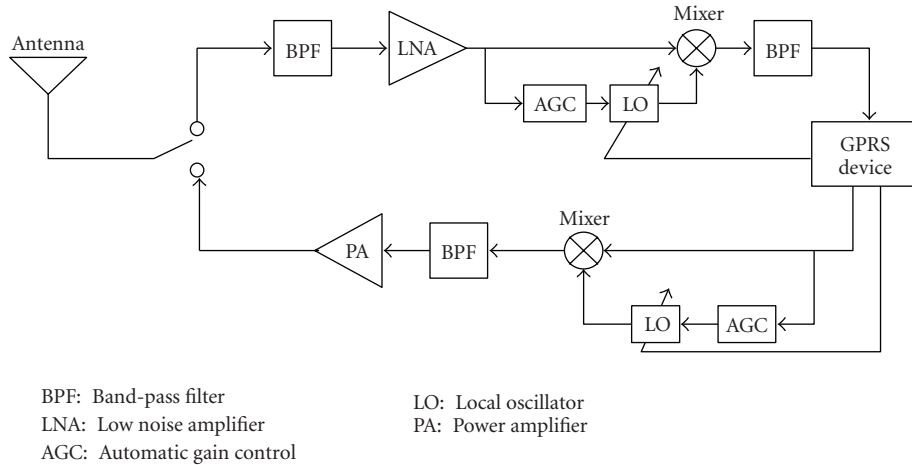 Antenna
BPF
LNA
Mixer
BPF
AGC
LO
GPRS
device
Mixer
PA
BPF
LO
AGC
BPF: Band-pass filter
LNA: Low noise amplifier
AGC: Automatic gain control
LO: Local oscillator
PA: Power amplifier